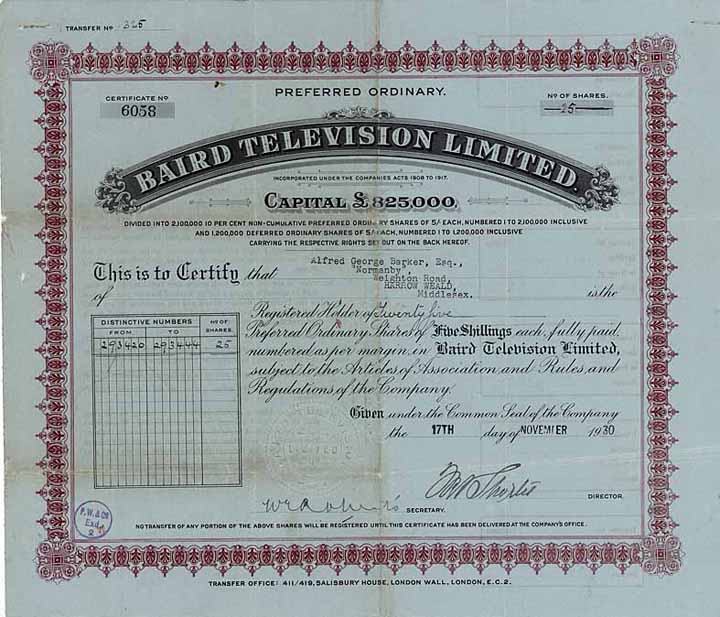 TRANSFER No 325
PREFERRED ORDINARY.
CERTIFICATE No
6058
No OF SHARES.
25
BAIRD TELEVISION LIMITED.
INCORPORATED UNDER THE COMPANIES ACTS 1908 TO 1917.
CAPITAL £825,000,
DIVIDED INTO 2,100,000 10 PER CENT NON-CUMULATIVE PREFERRED ORDINARY SHARES OF 5/- EACH, NUMBERED 1 TO 2,100,000 INCLUSIVE
AND 1,200,000 DEFERRED ORDINARY SHARES OF 5/- EACH, NUMBERED 1 TO 1,200,000 INCLUSIVE
CARRYING THE RESPECTIVE RIGHTS SET OUT ON THE BACK HEREOF.
This is to Certify that Alfred George Barker, Esq.,
"Normanby",
Weighton Road,
HARROW WEALD,
of Middlesex. is the
Registered Holder of Twenty five
Preferred Ordinary Shares of Five Shillings each, fully paid,
numbered as per margin, in Baird Television Limited,
subject to the Articles of Association and Rules and
Regulations of the Company.
DISTINCTIVE NUMBERS
FROM TO
No OF SHARES.
293420 293444 25
Given under the Common Seal of the Company
the 17TH day of NOVEMBER 1930
DIRECTOR.
SECRETARY.
P.W. & Co
Exd.
2
NO TRANSFER OF ANY PORTION OF THE ABOVE SHARES WILL BE REGISTERED UNTIL THIS CERTIFICATE HAS BEEN DELIVERED AT THE COMPANY'S OFFICE.
TRANSFER OFFICE: 411/419, SALISBURY HOUSE, LONDON WALL, LONDON, E.C.2.